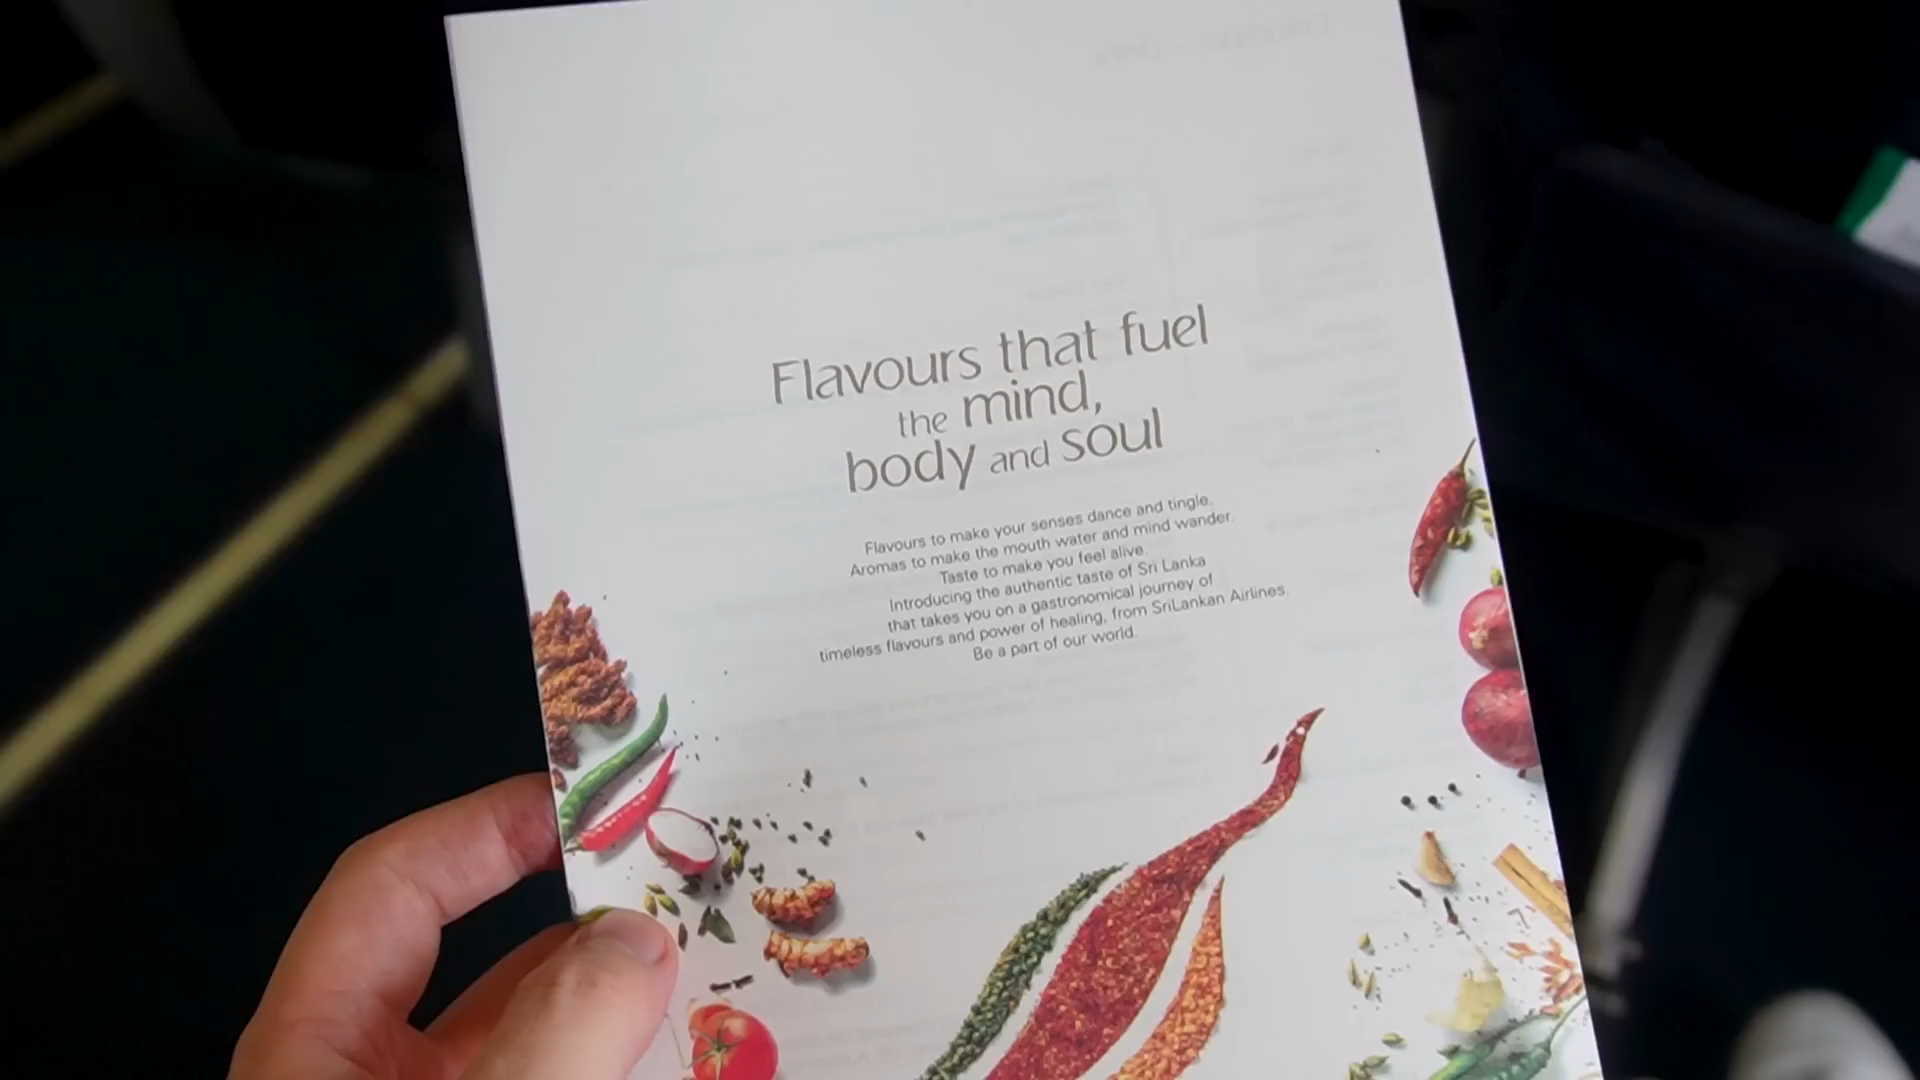 Flavours that fuel
the mind,
body and soul
Flavours to make your senses dance and tingle,
Aromas to make the mouth water and mind wander.
Taste to make you feel alive.
Introducing the authentic taste of Sri Lanka
that takes you on a gastronomical journey of
timeless flavours and power of healing, from SriLankan Airlines.
Be a part of our world.